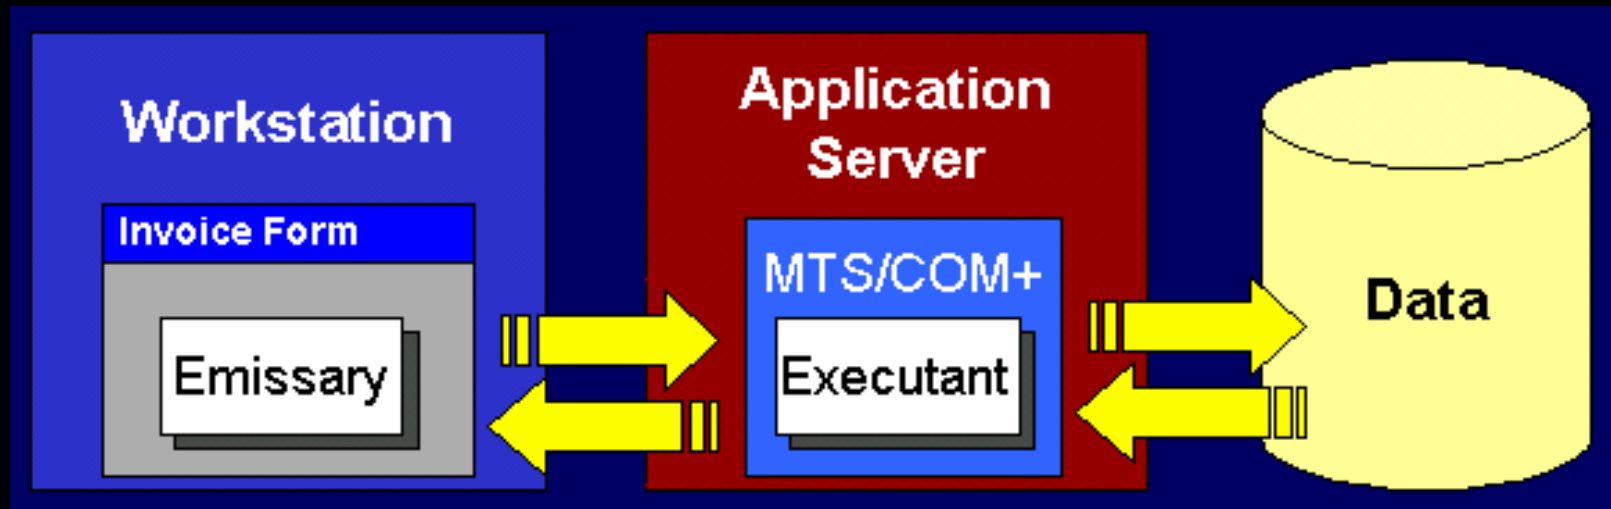 Workstation
Invoice Form
Emissary
Application
Server
MTS/COM+
Executant
Data